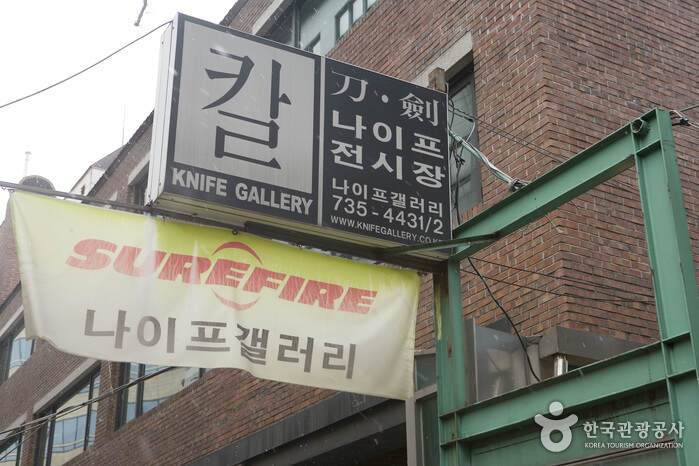 칼
KNIFE GALLERY
刀·劍
나이프
전시장
나이프갤러리
735-4431/2
WWW.KNIFEGALLERY.CO.KR
SUREFIRE
나이프갤러리
한국관광공사
KOREA TOURISM ORGANIZATION